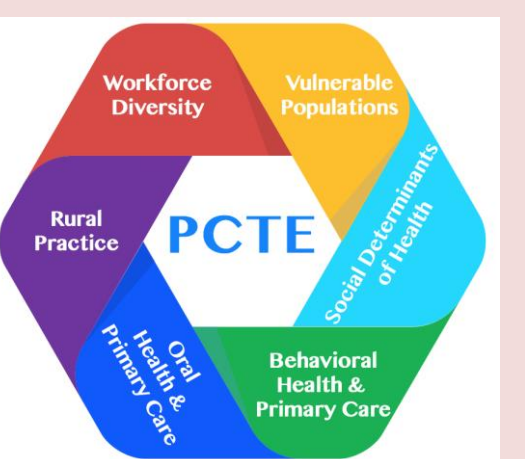 Workforce
Diversity
Vulnerable
Populations
Social Determinants
of Health
Behavioral
Health &
Primary Care
Oral
Health &
Primary Care
Rural
Practice
PCTE